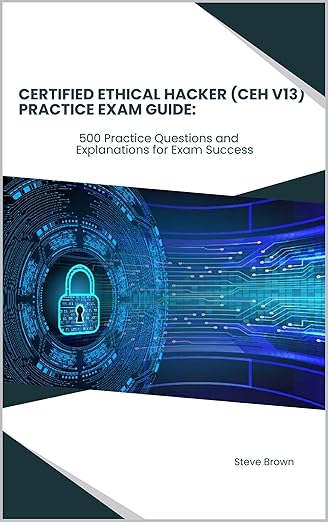 CERTIFIED ETHICAL HACKER (CEH V13)
PRACTICE EXAM GUIDE:
500 Practice Questions and
Explanations for Exam Success
Steve Brown